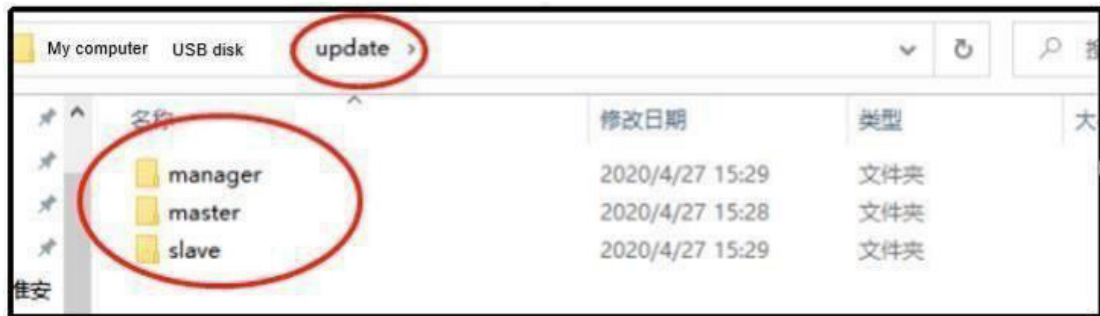 My computer USB disk update >
名称 修改日期 类型 大
manager 2020/4/27 15:29 文件夹
master 2020/4/27 15:28 文件夹
slave 2020/4/27 15:29 文件夹
淮安